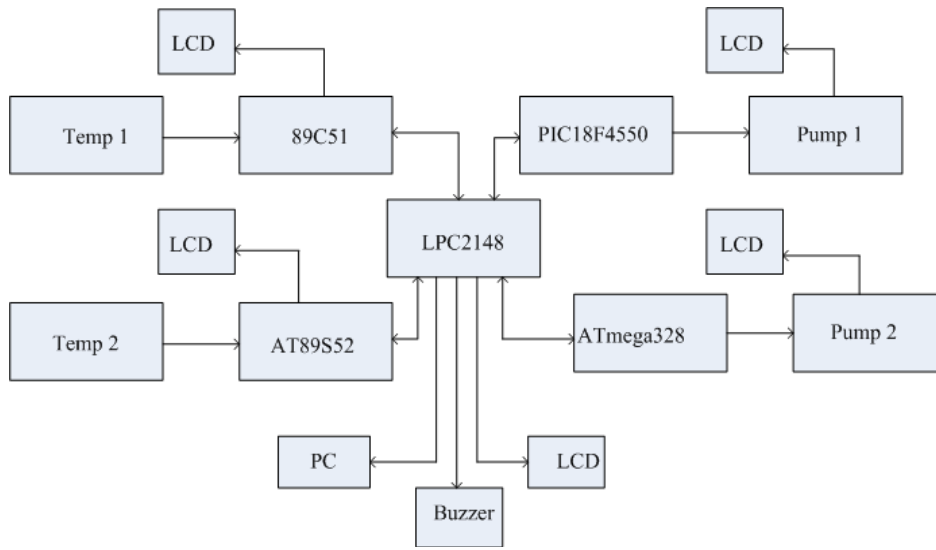 LCD
LCD
Temp 1
89C51
PIC18F4550
Pump 1
LPC2148
LCD
LCD
Temp 2
AT89S52
ATmega328
Pump 2
PC
LCD
Buzzer